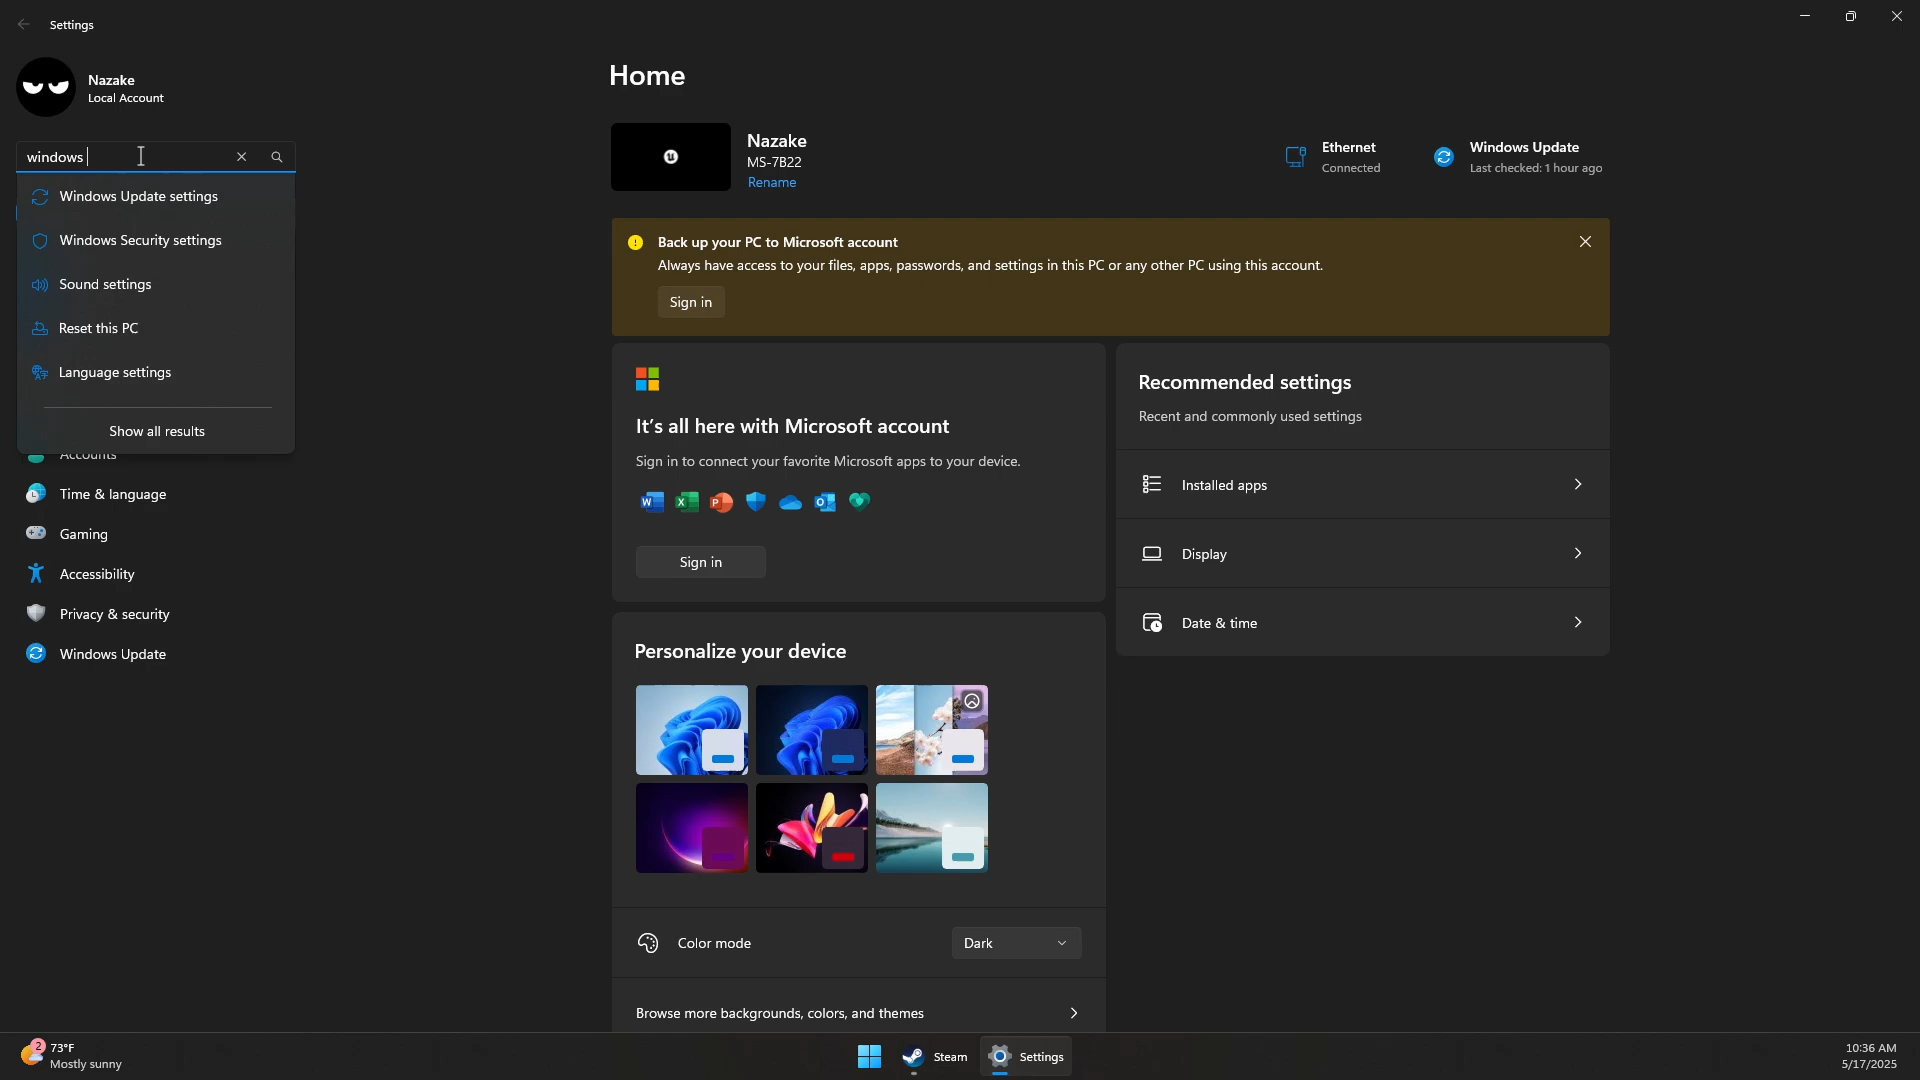 Settings
Nazake
Local Account
windows
Windows Update settings
Windows Security settings
Sound settings
Reset this PC
Language settings
Show all results
Accounts
Time & language
Gaming
Accessibility
Privacy & security
Windows Update
Home
Nazake
MS-7B22
Rename
Ethernet
Connected
Windows Update
Last checked: 1 hour ago
Back up your PC to Microsoft account
Always have access to your files, apps, passwords, and settings in this PC or any other PC using this account.
Sign in
It's all here with Microsoft account
Sign in to connect your favorite Microsoft apps to your device.
Sign in
Recommended settings
Recent and commonly used settings
Installed apps
Display
Date & time
Personalize your device
Color mode
Dark
Browse more backgrounds, colors, and themes
2
73°F
Mostly sunny
Steam
Settings
10:36 AM
5/17/2025